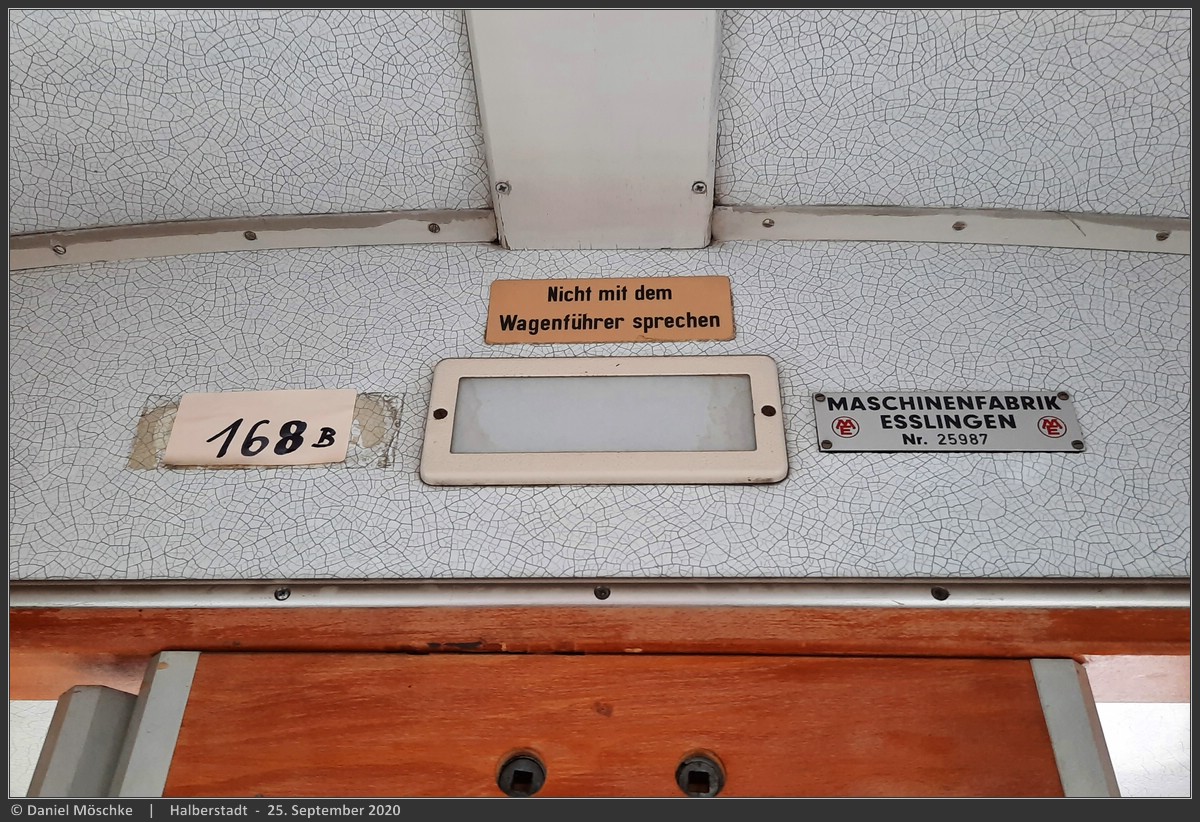 Nicht mit dem
Wagenführer sprechen
168 B
MASCHINENFABRIK
ESSLINGEN
Nr. 25987
© Daniel Möschke | Halberstadt - 25. September 2020